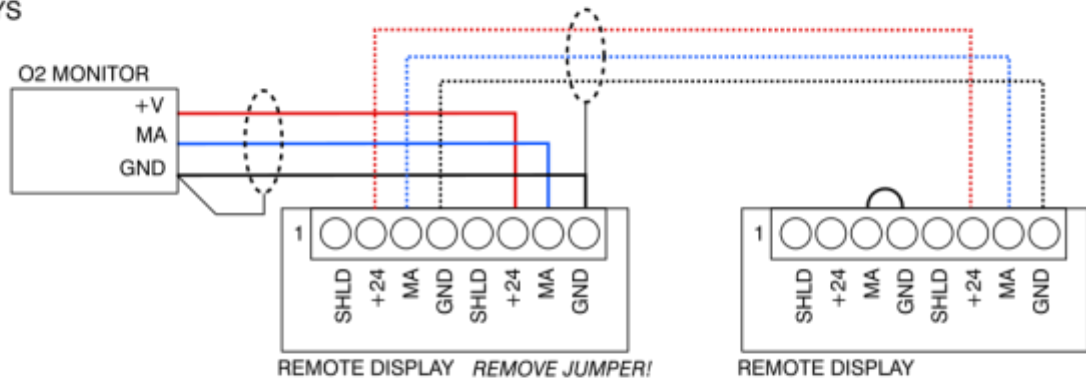 YS
O2 MONITOR
+V
MA
GND
1
SHLD
+24
MA
GND
SHLD
+24
MA
GND
REMOTE DISPLAY REMOVE JUMPER!
1
SHLD
+24
MA
GND
SHLD
+24
MA
GND
REMOTE DISPLAY